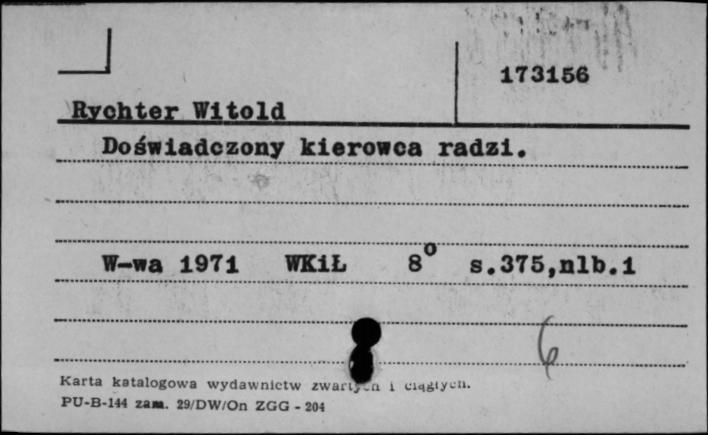 173156
Rychter Witold
Doświadczony kierowca radzi.
W-wa 1971 WKiŁ 8° s.375,nlb.1
6
Karta katalogowa wydawnictw zwartych i ciągłych.
PU-B-144 zam. 29/DW/On ZGG - 204